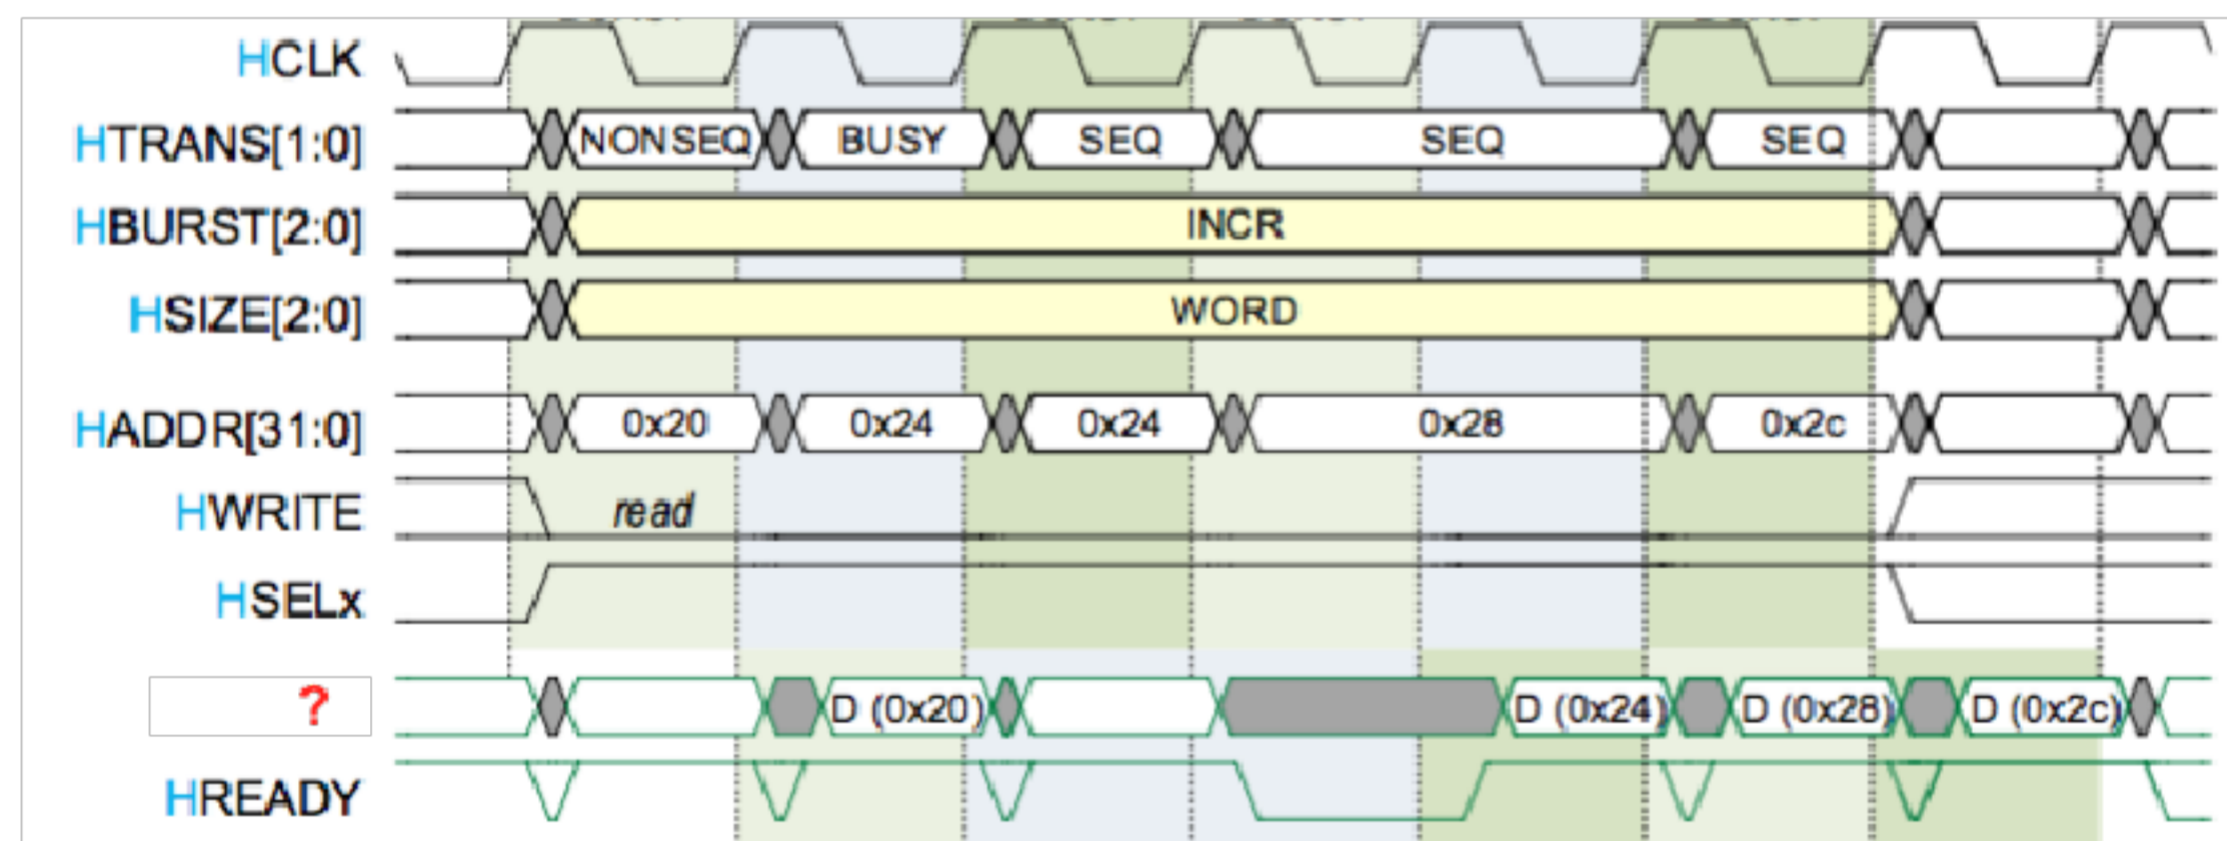 HCLK
HTRANS[1:0] NONSEQ BUSY SEQ SEQ SEQ
HBURST[2:0] INCR
HSIZE[2:0] WORD
HADDR[31:0] 0x20 0x24 0x24 0x28 0x2c
HWRITE read
HSELx
? D (0x20) D (0x24) D (0x28) D (0x2c)
HREADY